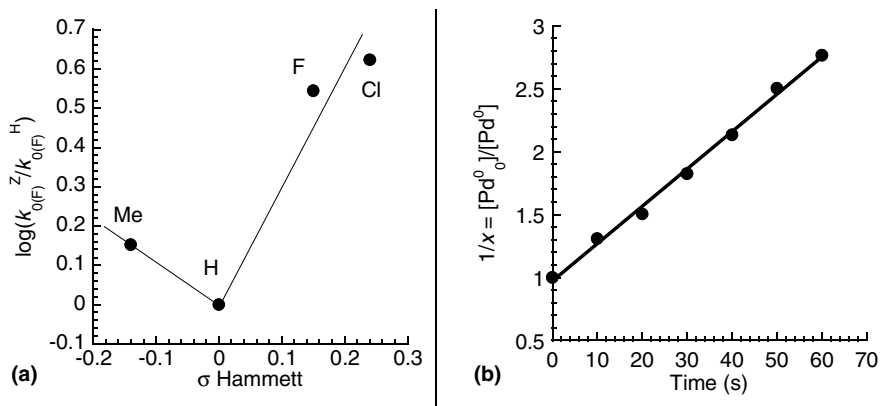 log(k0(F)Z/k0(F)H)
0.7
0.6
0.5
0.4
0.3
0.2
0.1
0
-0.1
Me
H
F
Cl
-0.2 -0.1 0 0.1 0.2 0.3
(a) σ Hammett
1/x = [Pd00]/[Pd0]
3
2.5
2
1.5
1
0.5
0 10 20 30 40 50 60 70
(b) Time (s)